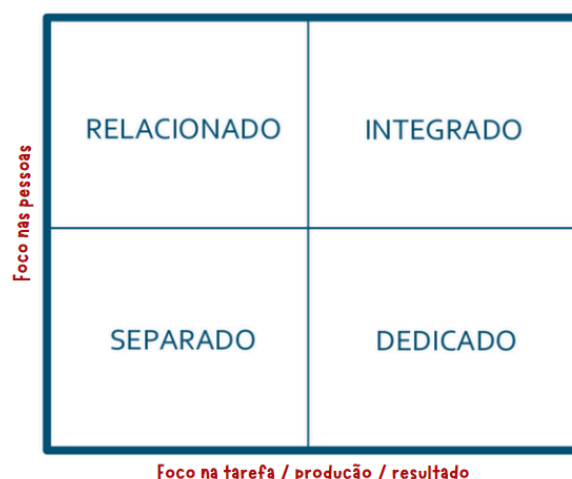 RELACIONADO
INTEGRADO
Foco nas pessoas
SEPARADO
DEDICADO
Foco na tarefa / produção / resultado